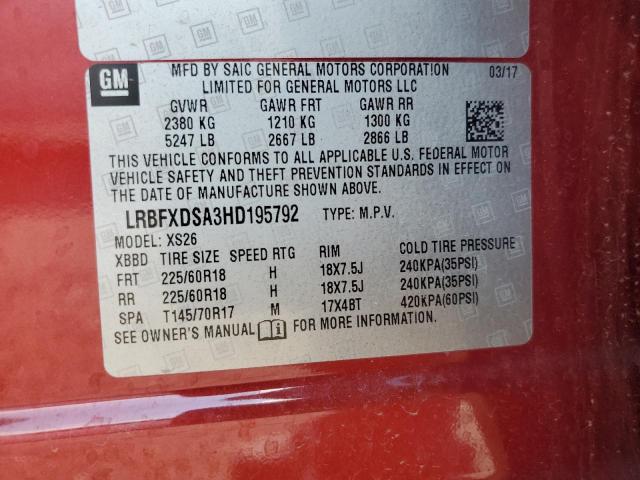 GM
MFD BY SAIC GENERAL MOTORS CORPORATION 03/17
LIMITED FOR GENERAL MOTORS LLC
GVWR GAWR FRT GAWR RR
2380 KG 1210 KG 1300 KG
5247 LB 2667 LB 2866 LB
THIS VEHICLE CONFORMS TO ALL APPLICABLE U.S. FEDERAL MOTOR
VEHICLE SAFETY AND THEFT PREVENTION STANDARDS IN EFFECT ON
THE DATE OF MANUFACTURE SHOWN ABOVE.
LRBFXDSA3HD195792 TYPE: M.P.V.
MODEL: XS26
XBBD TIRE SIZE SPEED RTG RIM COLD TIRE PRESSURE
FRT 225/60R18 H 18X7.5J 240KPA(35PSI)
RR 225/60R18 H 18X7.5J 240KPA(35PSI)
SPA T145/70R17 M 17X4BT 420KPA(60PSI)
SEE OWNER'S MANUAL FOR MORE INFORMATION.